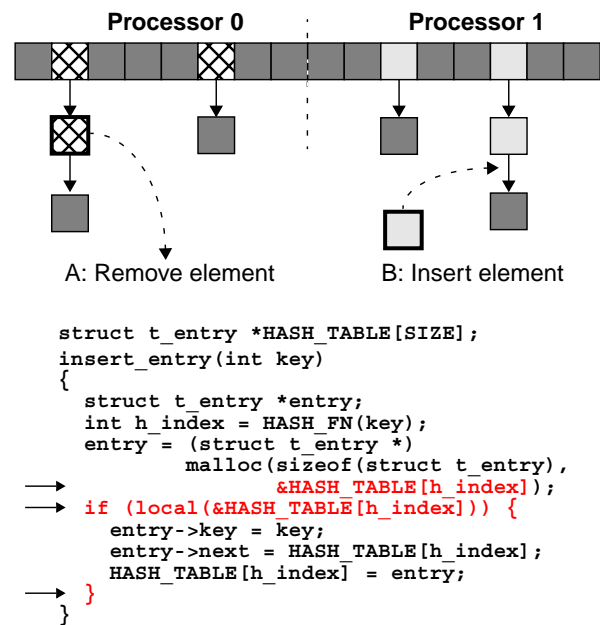 Processor 0 Processor 1
A: Remove element B: Insert element
struct t_entry *HASH_TABLE[SIZE];
insert_entry(int key)
{
struct t_entry *entry;
int h_index = HASH_FN(key);
entry = (struct t_entry *)
malloc(sizeof(struct t_entry),
&HASH_TABLE[h_index]);
if (local(&HASH_TABLE[h_index])) {
entry->key = key;
entry->next = HASH_TABLE[h_index];
HASH_TABLE[h_index] = entry;
}
}